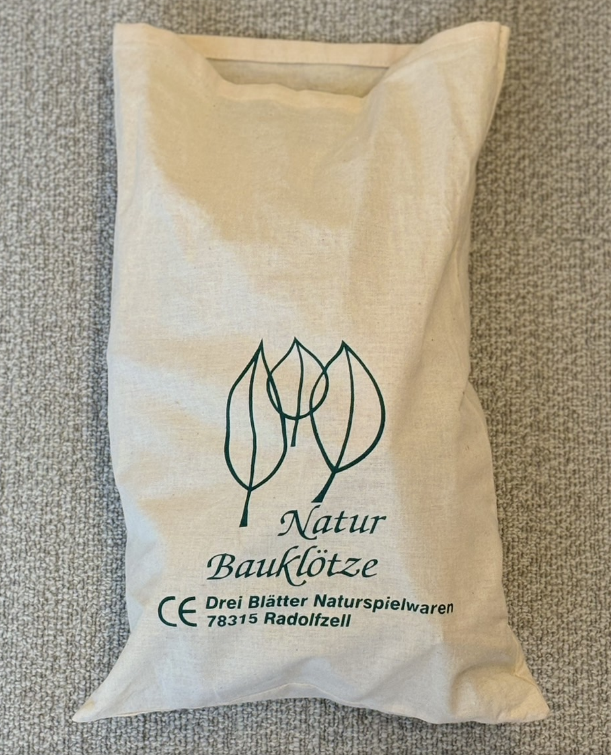 Natur
Bauklötze
CE Drei Blätter Naturspielwaren
78315 Radolfzell